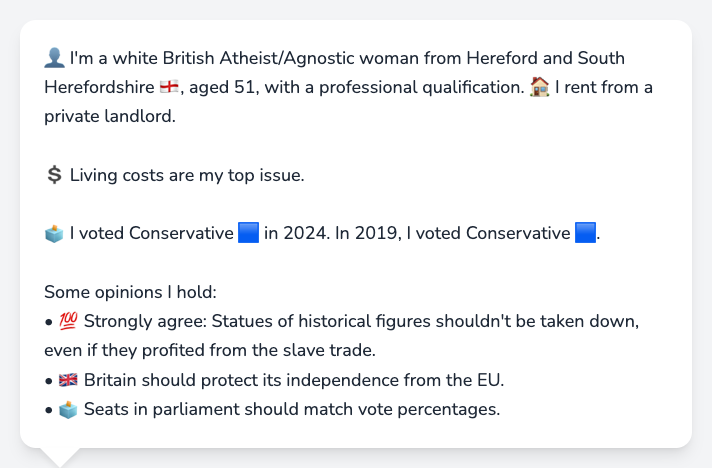 👤 I'm a white British Atheist/Agnostic woman from Hereford and South
Herefordshire 🏴󠁧󠁢󠁥󠁮󠁧󠁿, aged 51, with a professional qualification. 🏠 I rent from a
private landlord.
💲 Living costs are my top issue.
🗳️ I voted Conservative 🟦 in 2024. In 2019, I voted Conservative 🟦.
Some opinions I hold:
• 💯 Strongly agree: Statues of historical figures shouldn't be taken down,
even if they profited from the slave trade.
• 🇬🇧 Britain should protect its independence from the EU.
• 🗳️ Seats in parliament should match vote percentages.